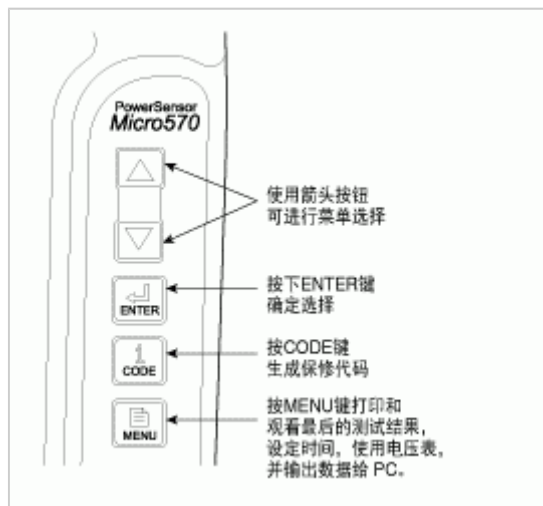 PowerSensor
Micro570
使用箭头按钮
可进行菜单选择
按下ENTER键
确定选择
ENTER
按CODE键
生成保修代码
i
CODE
按MENU键打印和
观看最后的测试结果，
设定时间，使用电压表，
并输出数据给 PC。
MENU